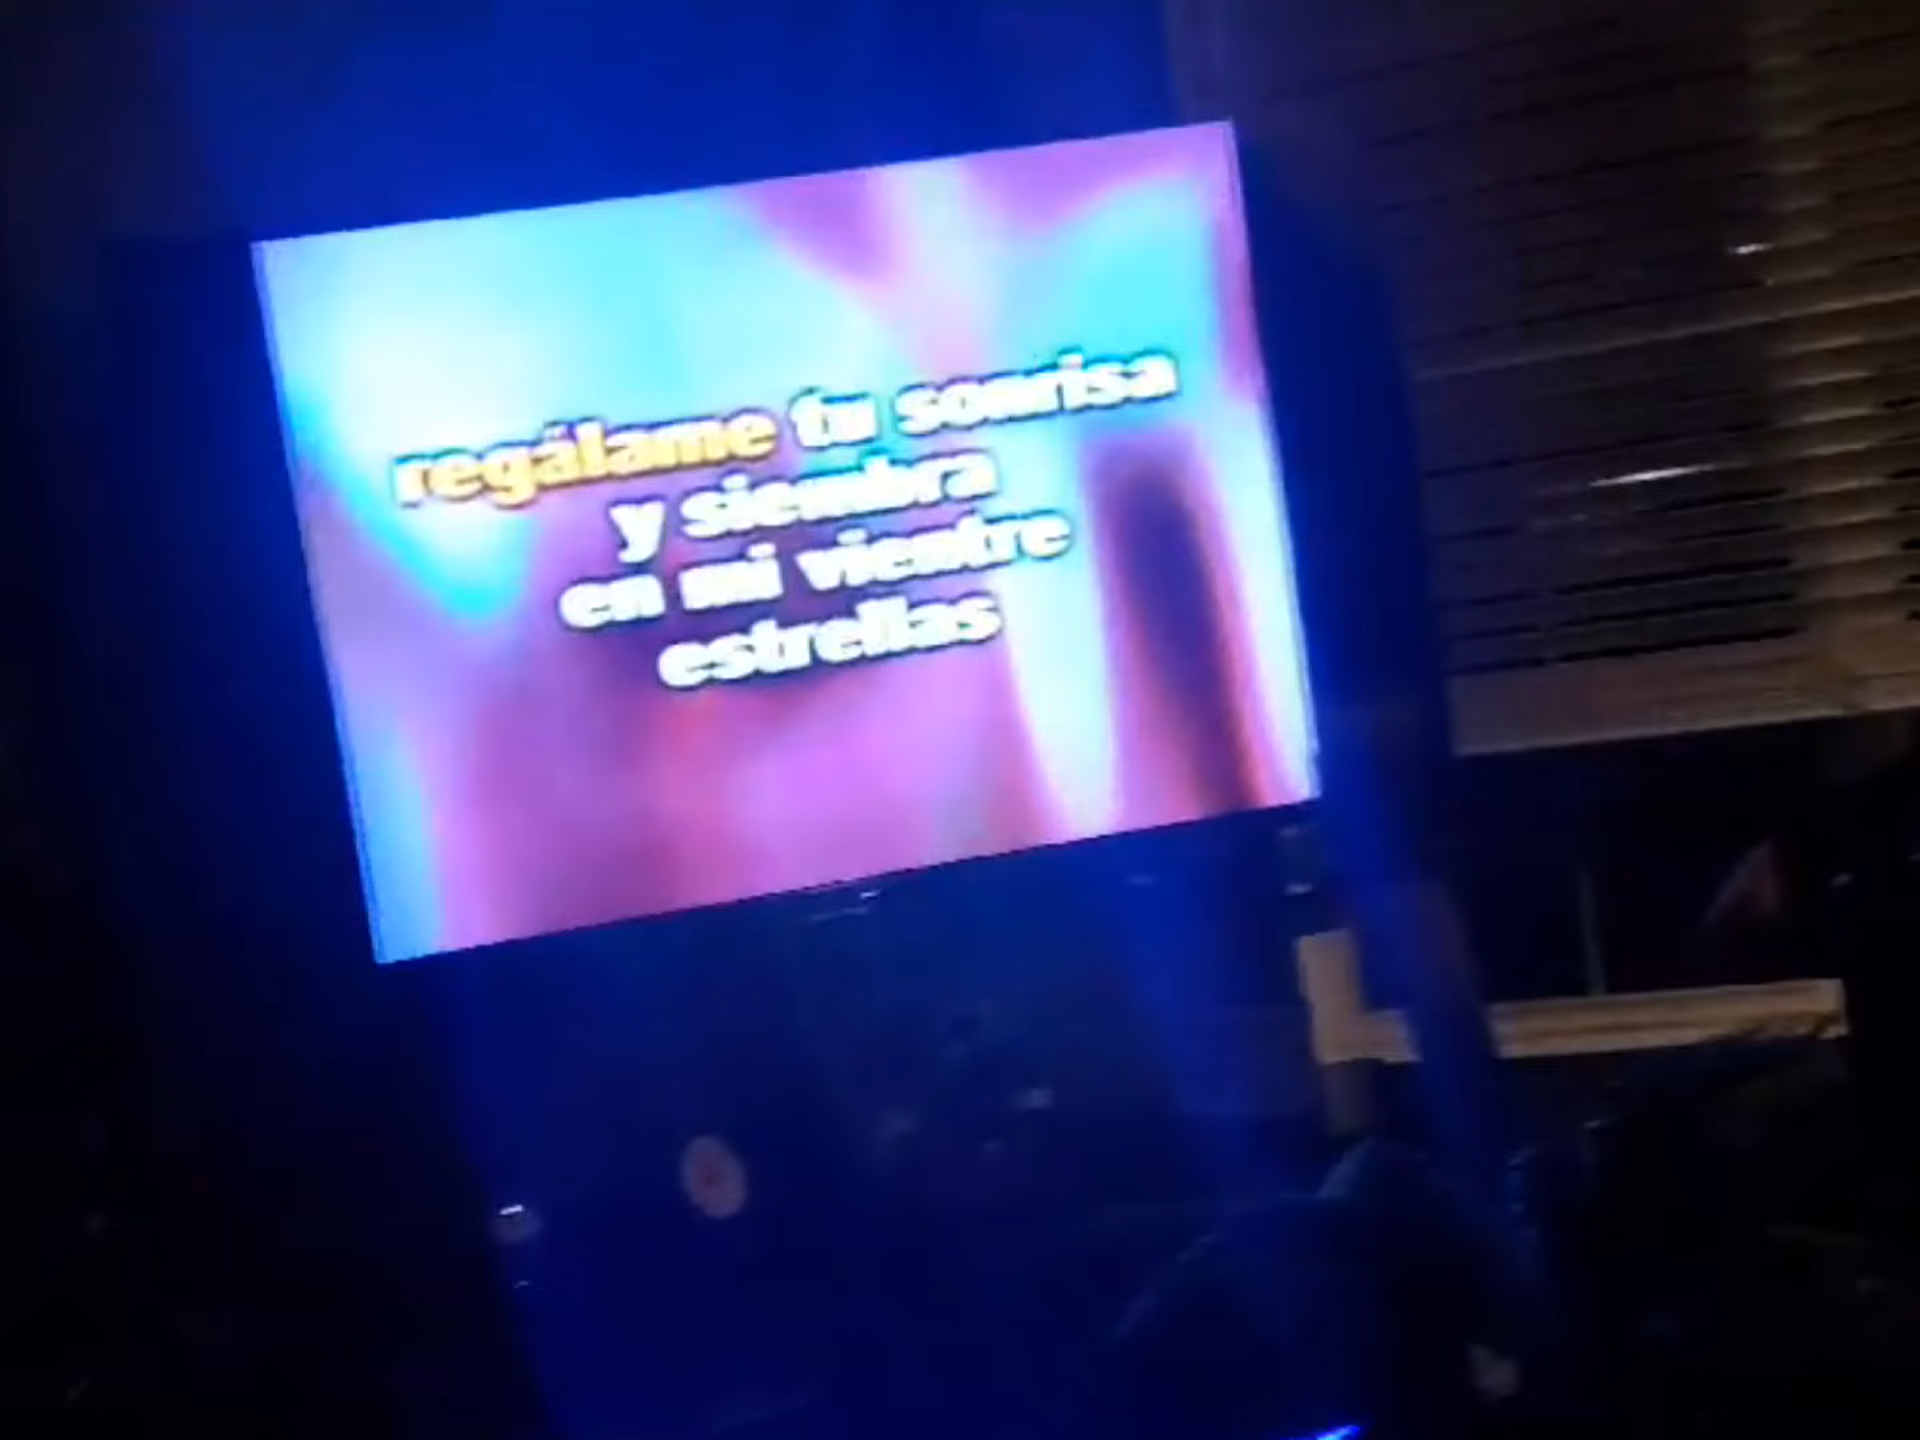 regálame tu sonrisa
y siembra
en mi vientre
estrellas